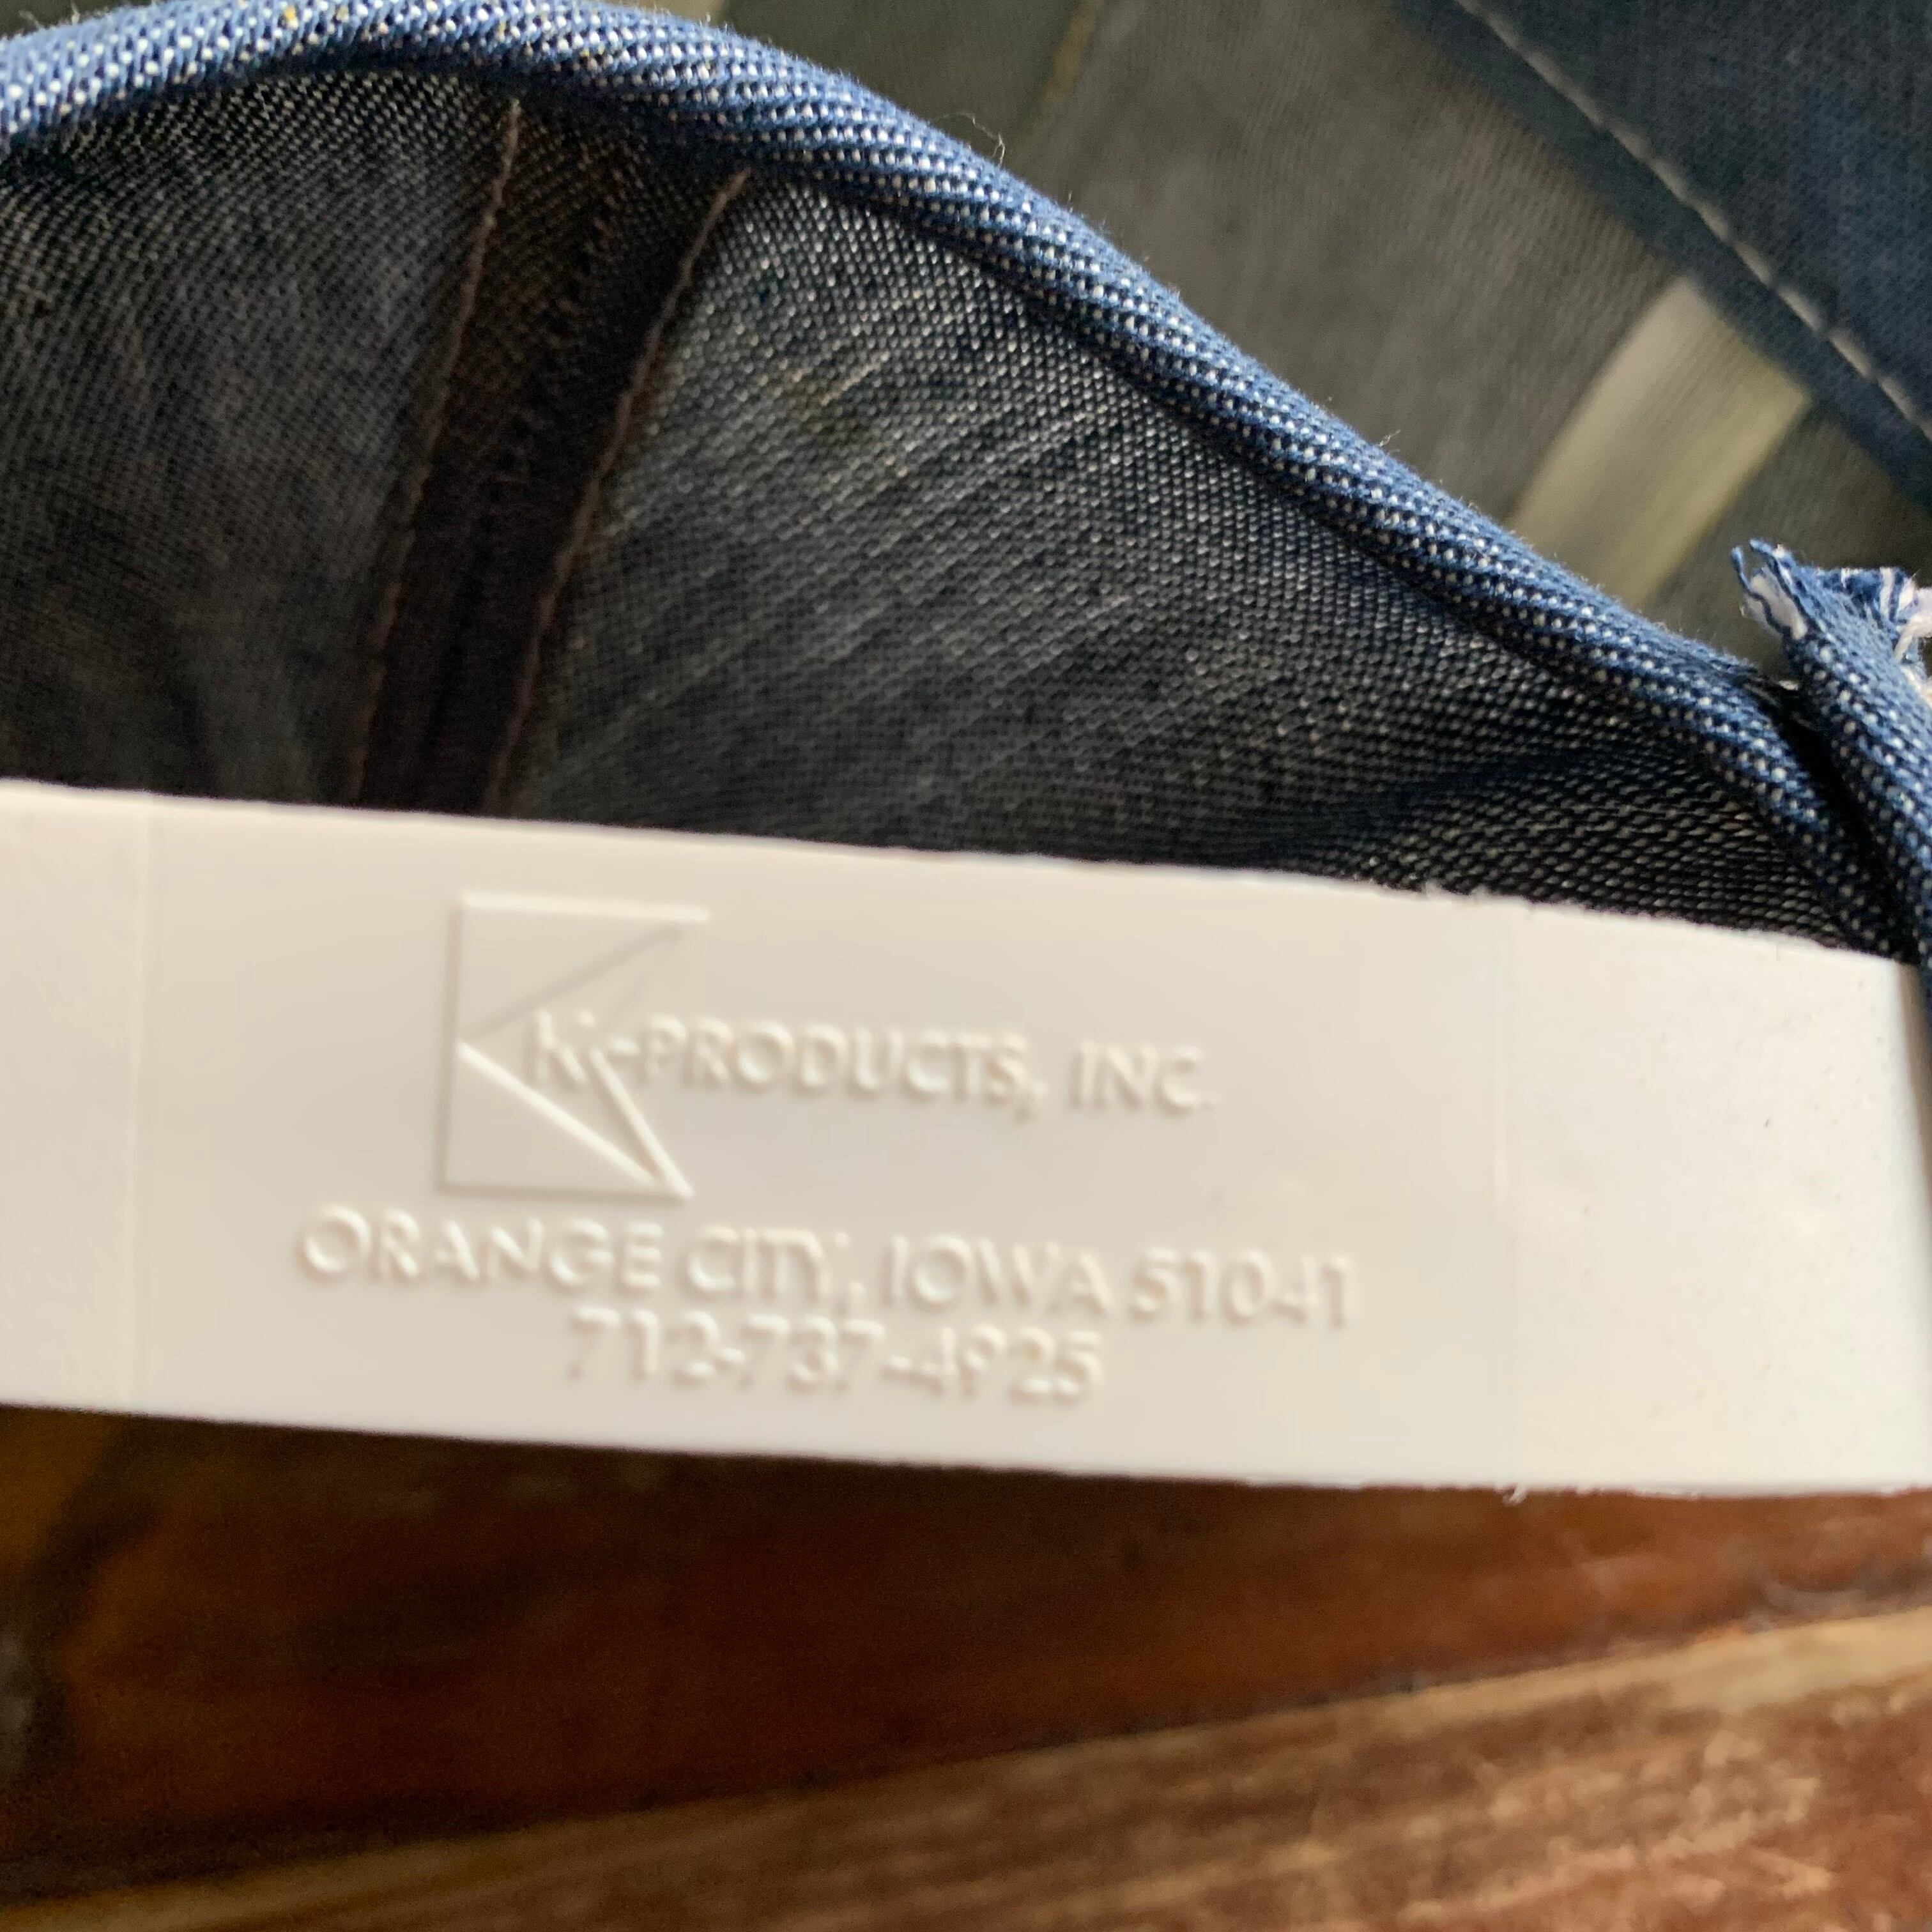 K-PRODUCTS, INC.
ORANGE CITY, IOWA 51041
712-737-4925